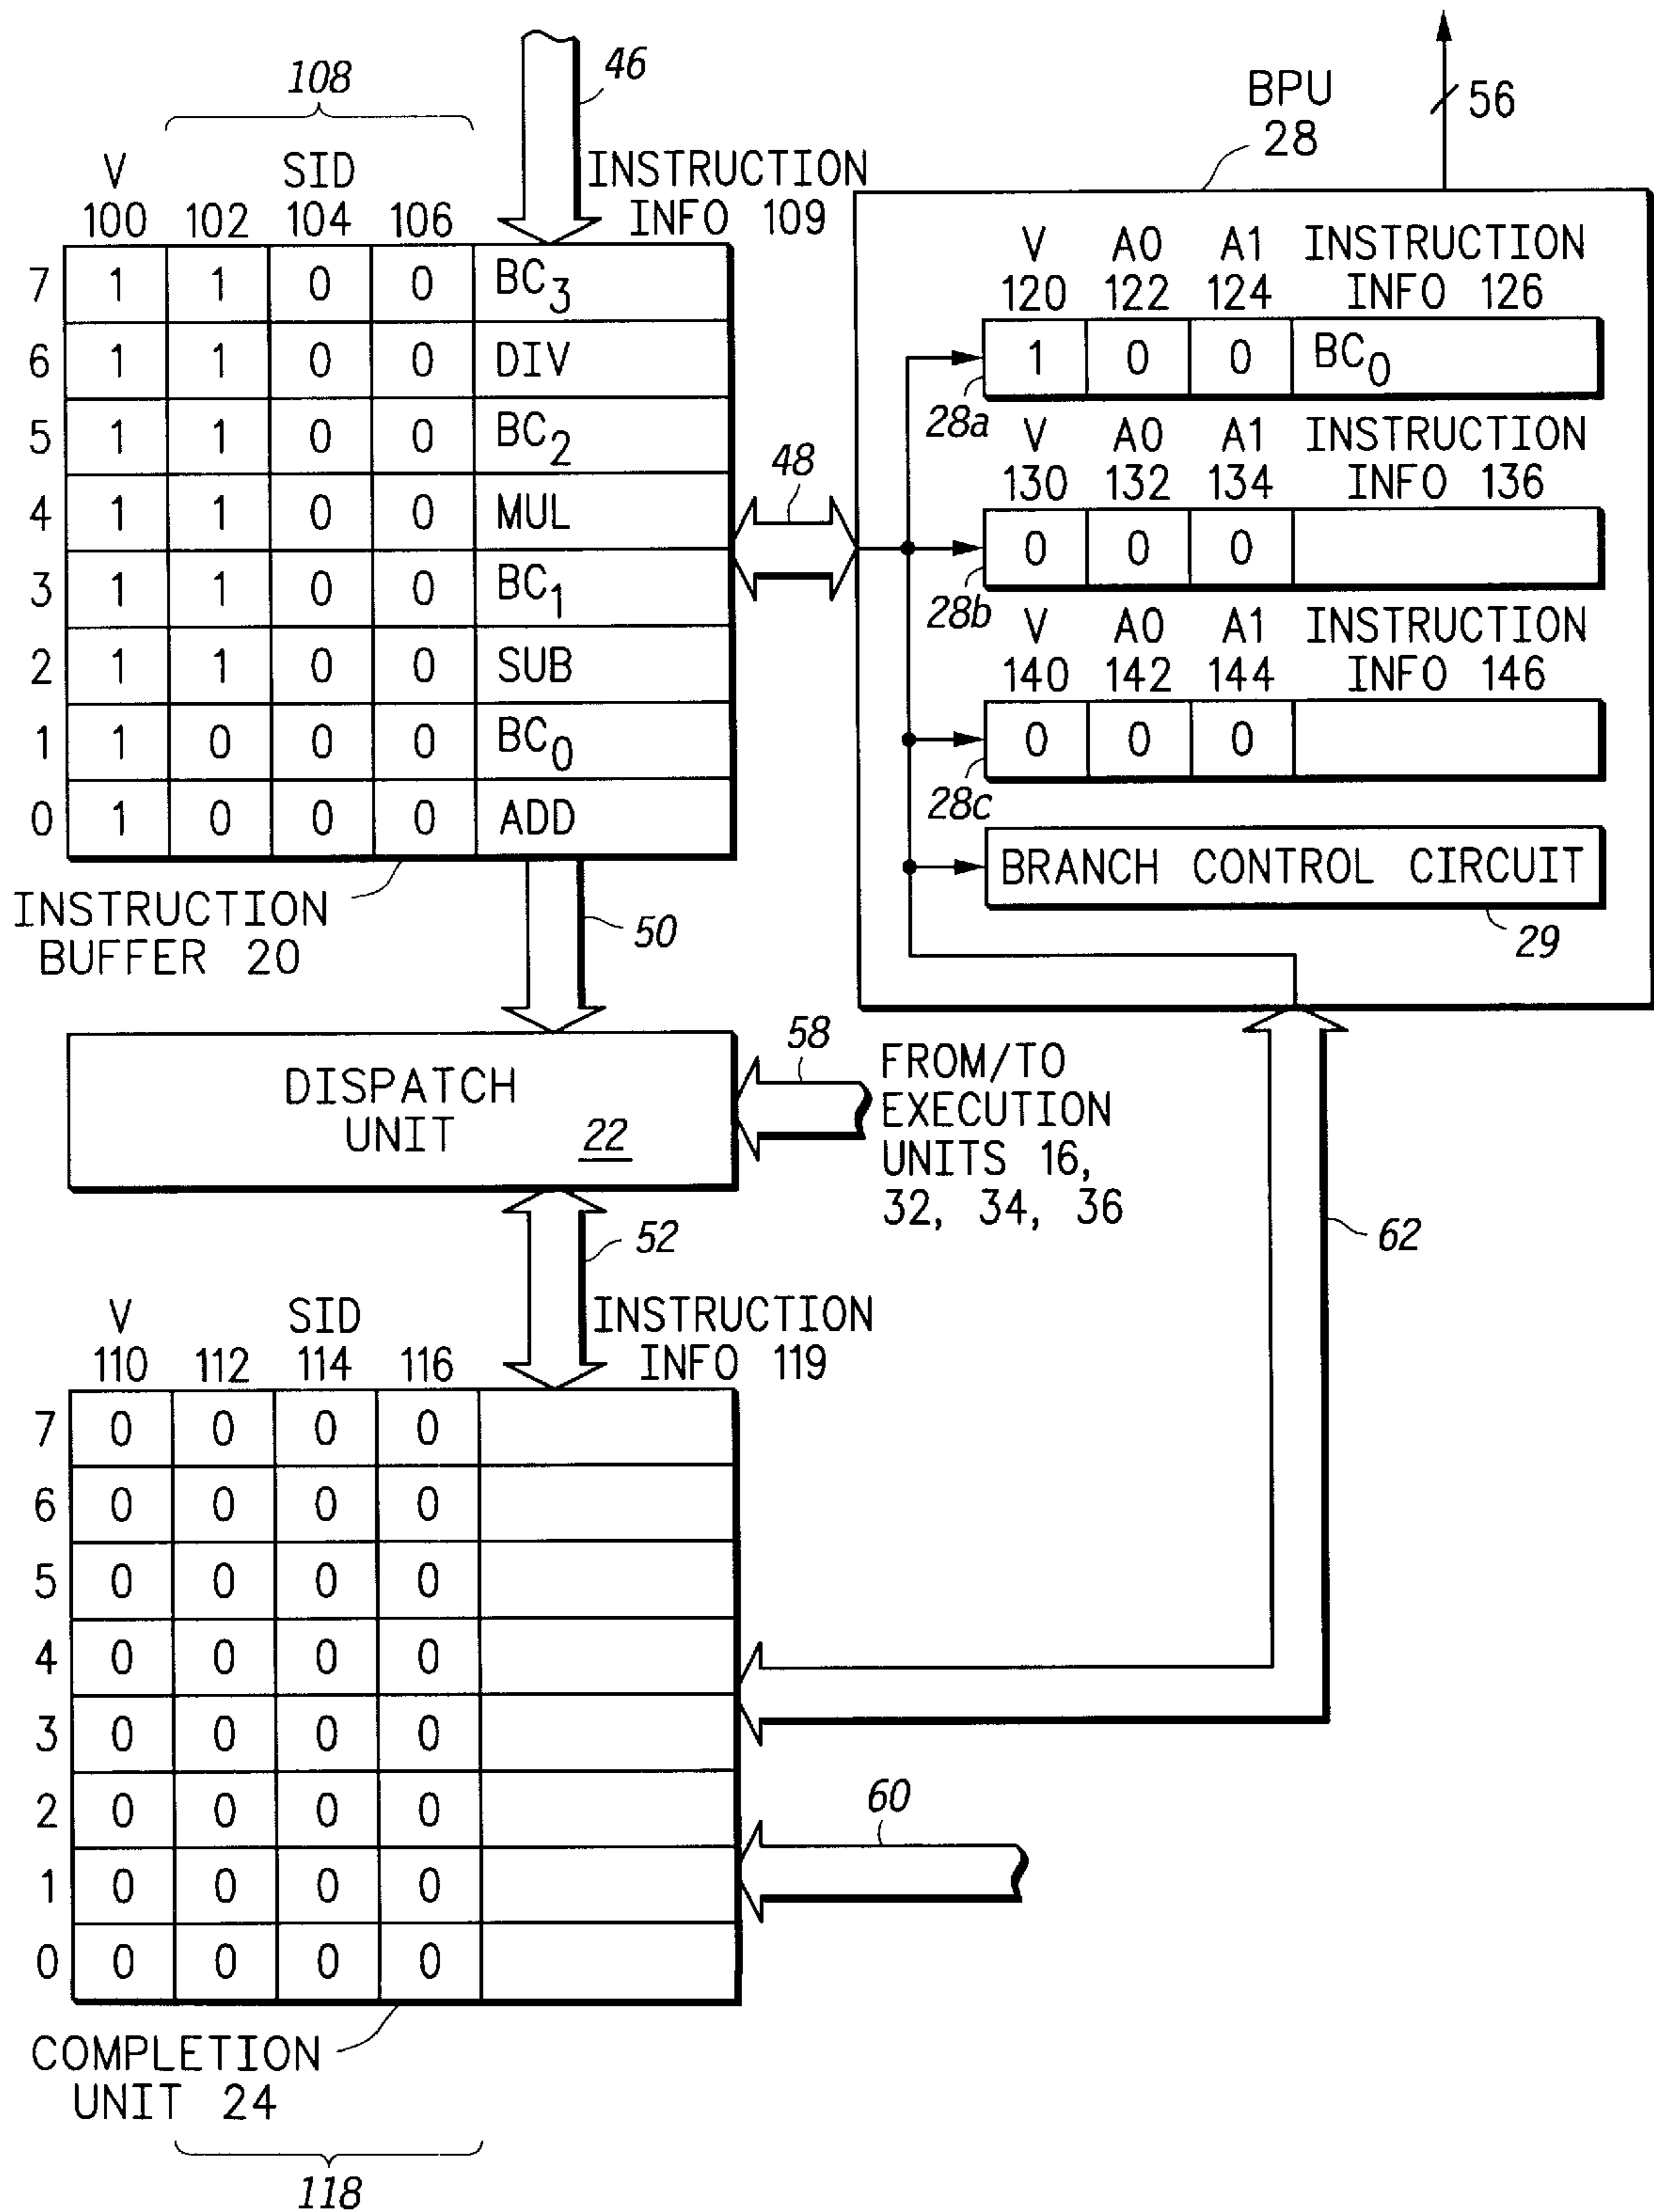 108
46
V SID INSTRUCTION
100 102 104 106 INFO 109
7 1 1 0 0 BC3
6 1 1 0 0 DIV
5 1 1 0 0 BC2
4 1 1 0 0 MUL
3 1 1 0 0 BC1
2 1 1 0 0 SUB
1 1 0 0 0 BC0
0 1 0 0 0 ADD
INSTRUCTION
BUFFER 20
50
48
56
BPU
28
V A0 A1 INSTRUCTION
120 122 124 INFO 126
1 0 0 BC0
28a
V A0 A1 INSTRUCTION
130 132 134 INFO 136
0 0 0
28b
V A0 A1 INSTRUCTION
140 142 144 INFO 146
0 0 0
28c
BRANCH CONTROL CIRCUIT
29
DISPATCH
UNIT 22
58
FROM/TO
EXECUTION
UNITS 16,
32, 34, 36
52
62
V SID INSTRUCTION
110 112 114 116 INFO 119
7 0 0 0 0
6 0 0 0 0
5 0 0 0 0
4 0 0 0 0
3 0 0 0 0
2 0 0 0 0
1 0 0 0 0
0 0 0 0 0
60
COMPLETION
UNIT 24
118